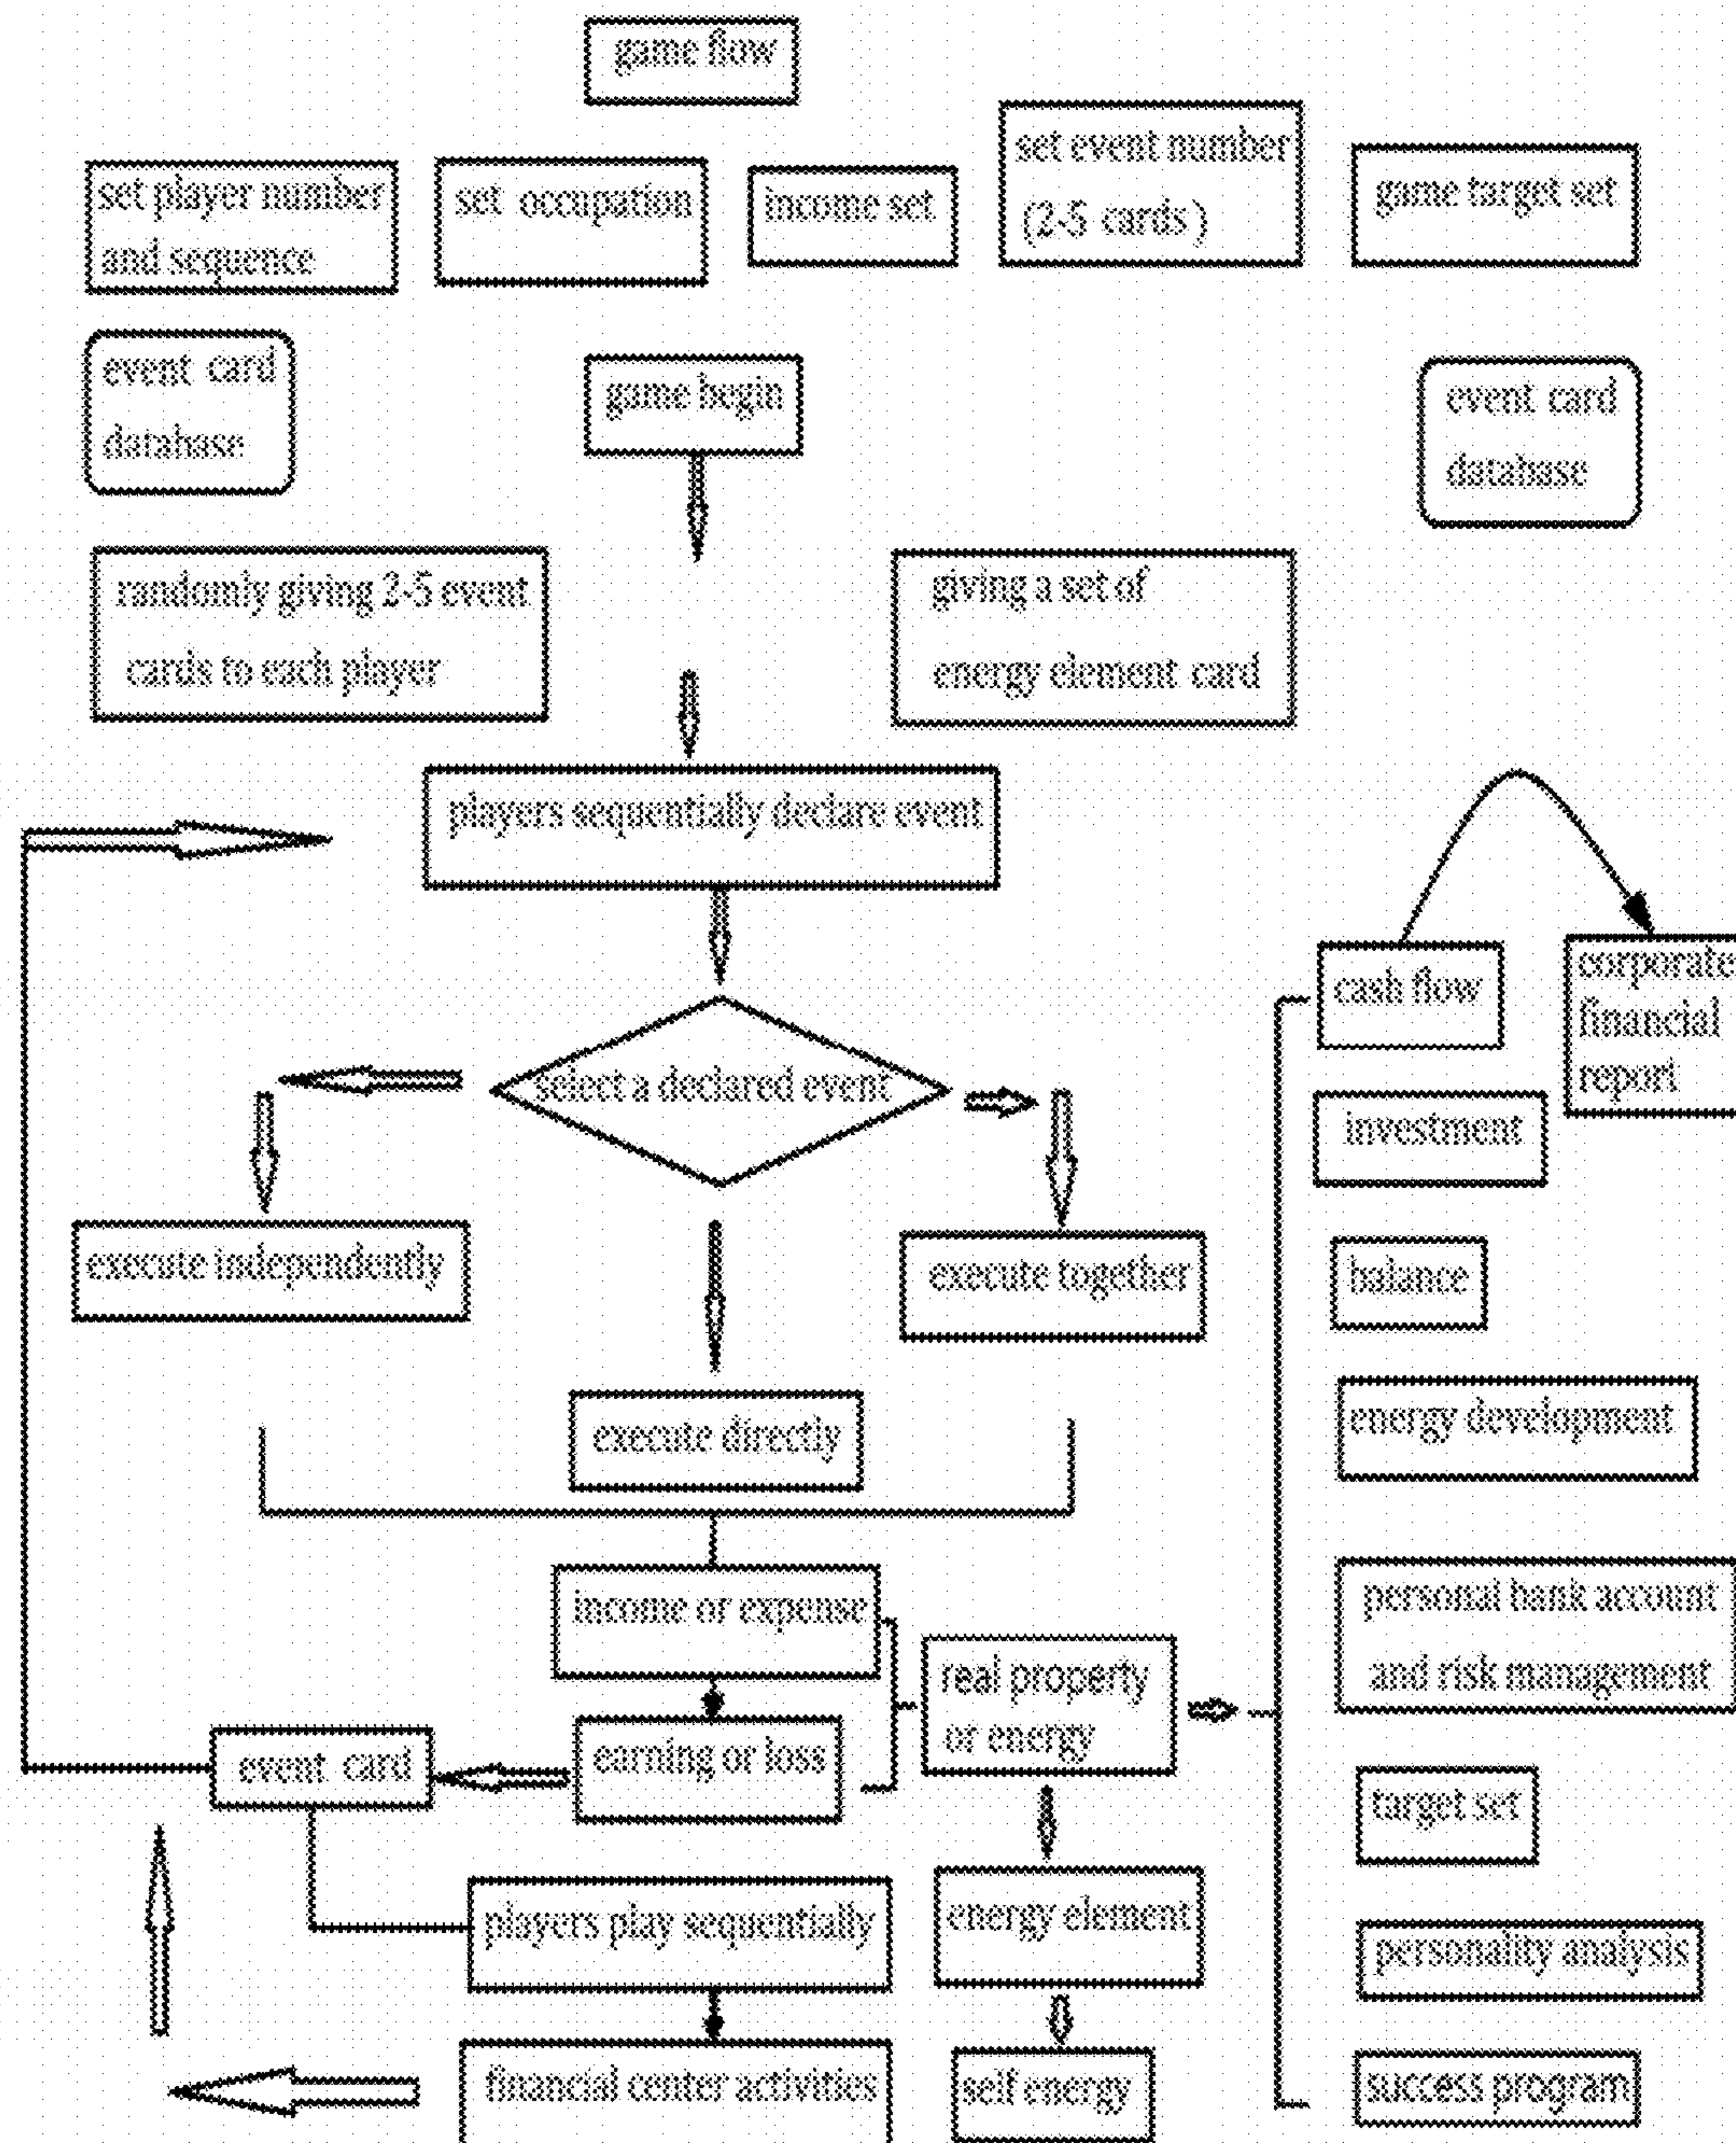 game flow
set player number
and sequence
set occupation
income set
set event number
(2-5 cards)
game target set
event card
database
game begin
event card
database
randomly giving 2-5 event
cards to each player
giving a set of
energy element card
players sequentially declare event
cash flow
corporate
financial
report
select a declared event
investment
execute independently
execute together
balance
execute directly
energy development
income or expense
personal bank account
and risk management
real property
or energy
event card
earning or loss
target set
players play sequentially
energy element
personality analysis
financial center activities
self energy
success program